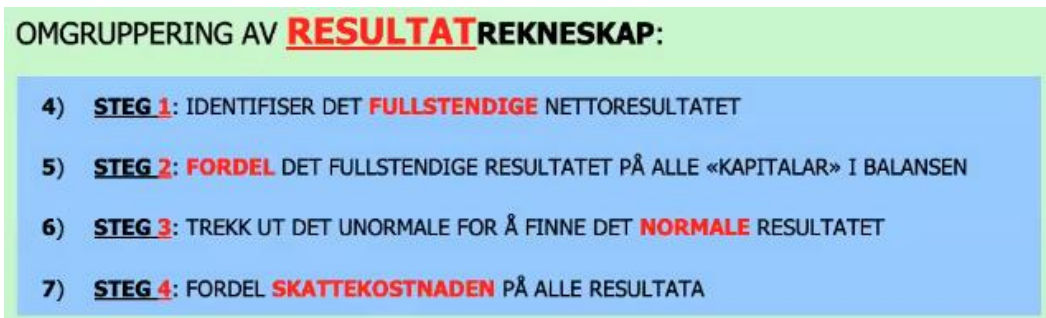 OMGRUPPERING AV RESULTATREKNESKAP:
4) STEG 1: IDENTIFISER DET FULLSTENDIGE NETTORESULTATET
5) STEG 2: FORDEL DET FULLSTENDIGE RESULTATET PÅ ALLE «KAPITALAR» I BALANSEN
6) STEG 3: TREKK UT DET UNORMALE FOR Å FINNE DET NORMALE RESULTATET
7) STEG 4: FORDEL SKATTEKOSTNADEN PÅ ALLE RESULTATA